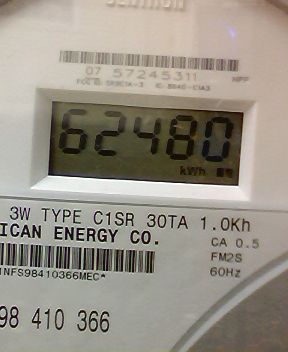 07 57245311
62480
kWh
3W TYPE C1SR 30TA 1.0Kh
ICAN ENERGY CO.
CA 0.5
FM2S
60Hz
INFS98410366MEC*
98 410 366